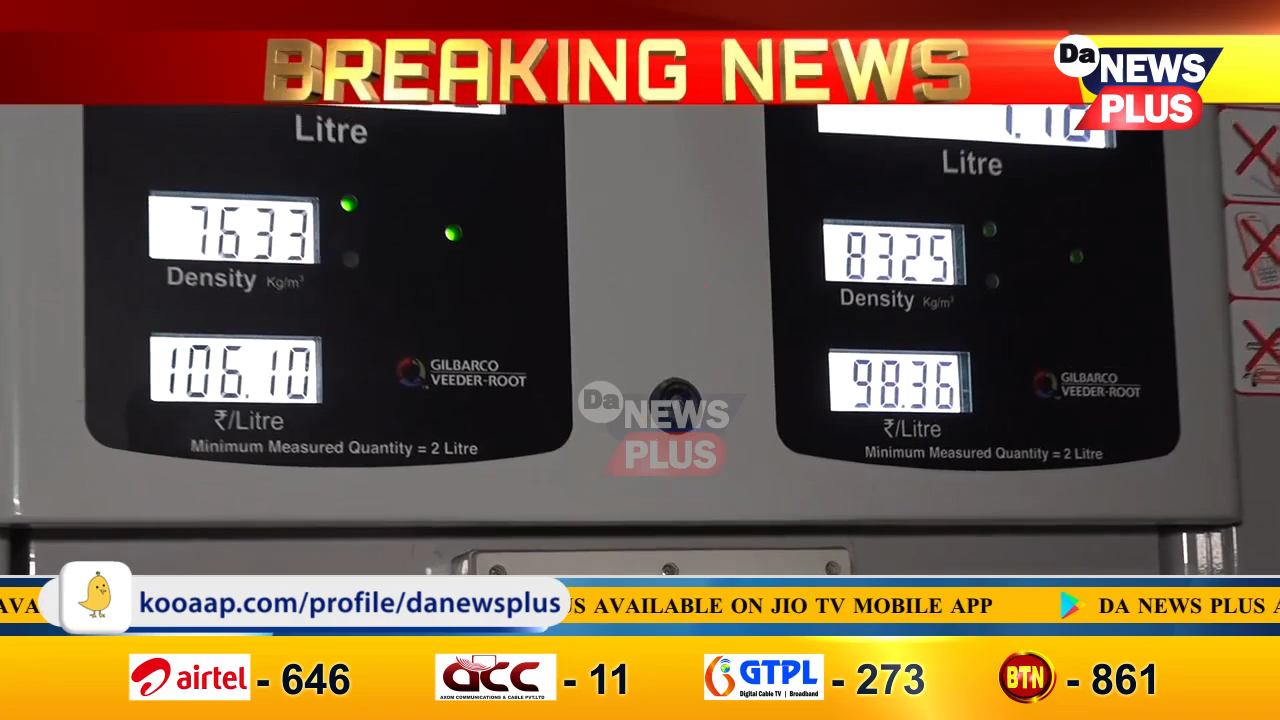 BREAKING NEWS
Da NEWS PLUS
Litre
7633
Density Kg/m³
106.10
₹/Litre
GILBARCO
VEEDER-ROOT
Minimum Measured Quantity = 2 Litre
1.10
Litre
8325
Density Kg/m³
98.36
₹/Litre
GILBARCO
VEEDER-ROOT
Minimum Measured Quantity = 2 Litre
Da NEWS
PLUS
AVA
kooaap.com/profile/danewsplus
US AVAILABLE ON JIO TV MOBILE APP
DA NEWS PLUS A
airtel - 646
ACC
AXOM COMMUNICATIONS & CABLE PVT.LTD
- 11
GTPL
Digital Cable TV | Broadband
- 273
BTN - 861